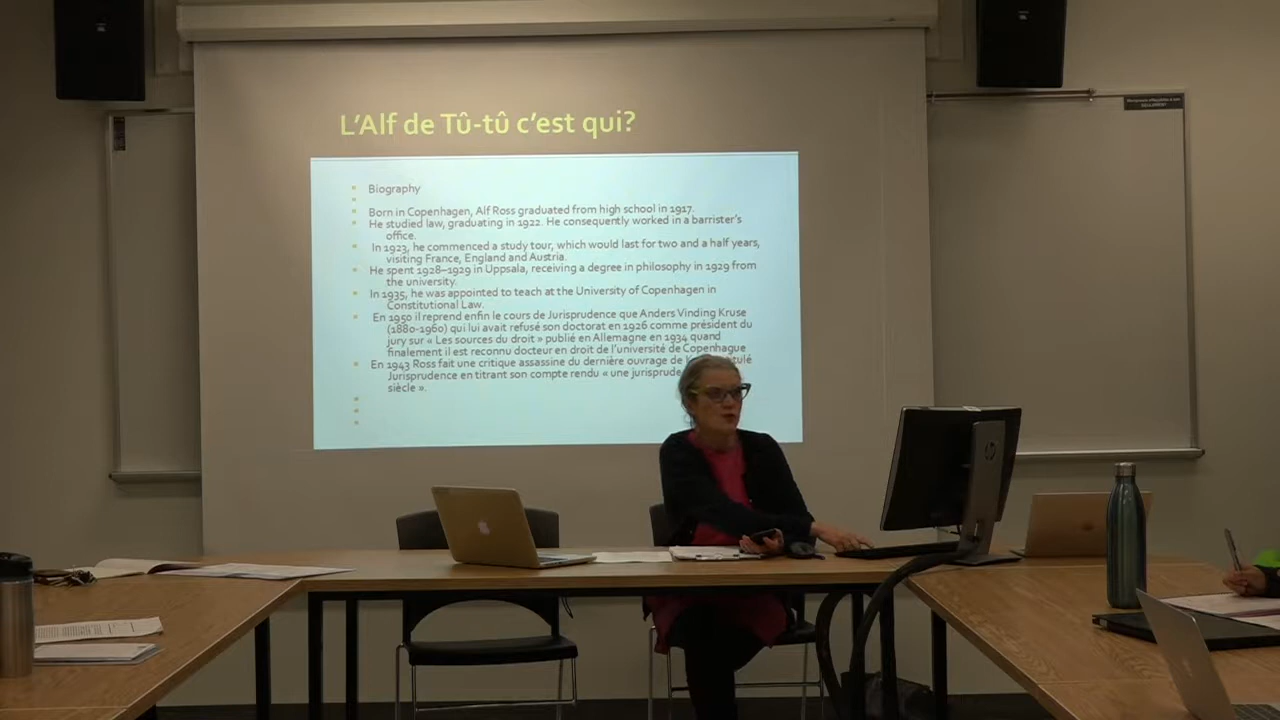 L'Alf de Tû-tû c'est qui?
Biography
Born in Copenhagen, Alf Ross graduated from high school in 1917.
He studied law, graduating in 1922. He consequently worked in a barrister's
office.
In 1923, he commenced a study tour, which would last for two and a half years,
visiting France, England and Austria.
He spent 1928–1929 in Uppsala, receiving a degree in philosophy in 1929 from
the university.
In 1935, he was appointed to teach at the University of Copenhagen in
Constitutional Law.
En 1950 il reprend enfin le cours de Jurisprudence que Anders Vinding Kruse
(1880-1960) qui lui avait refusé son doctorat en 1926 comme président du
jury sur « Les sources du droit » publié en Allemagne en 1934 quand
finalement il est reconnu docteur en droit de l'université de Copenhague
En 1943 Ross fait une critique assassine du dernière ouvrage de
Jurisprudence en titrant son compte rendu « une
siècle ».
hp